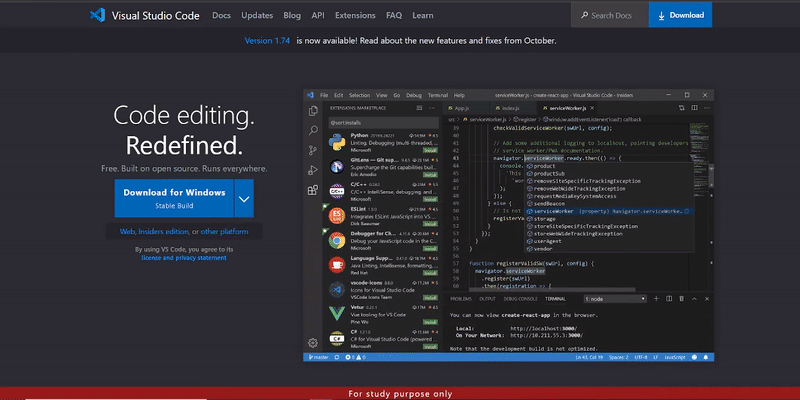 Visual Studio Code Docs Updates Blog API Extensions FAQ Learn Search Docs Download
Version 1.74 is now available! Read about the new features and fixes from October.
Code editing.
Redefined.
Free. Built on open source. Runs everywhere.
Download for Windows
Stable Build
Web, Insiders edition, or other platform
By using VS Code, you agree to its
license and privacy statement
File Edit Selection View Go Debug Terminal Help serviceWorker.js - create-react-app - Visual Studio Code - Insiders
EXTENSIONS MARKETPLACE
@sort:installs
Python
Linting, Debugging (multi-threaded,
Microsoft
Install
GitLens — Git sup
Supercharge the Git capabilities
Eric Amodio
Install
C/C++
C/C++ IntelliSense, debugging, and
Microsoft
Install
ESLint
Integrates ESLint JavaScript into VS
Dirk Baeumer
Install
Debugger for Ch
Debug your JavaScript code in the
Microsoft
Install
Language Supp
Java Linting, Intellisense, formatting,
Red Hat
Install
vscode-icons
Icons for Visual Studio Code
VSCode Icons Team
Install
Vetur
Vue tooling for VS Code
Pine Wu
Install
C#
C# for Visual Studio Code (powered
Microsoft
Install
App.js index.js serviceWorker.js
src serviceWorker.js register window.addEventListener('load') callback
39 checkValidServiceWorker(swUrl, config);
40
41 // Add some additional logging to localhost, pointing developers
42 // service worker/PWA documentation.
43 navigator.serviceWorker.ready.then(() => {
44 console.
45 'This
46 'wor
47 );
48 });
49 } else {
50 // Is not
51 registerVa
52 }
53 });
54 }
55 }
56
57 function registerValidSW(swUrl, config) {
58 navigator.serviceWorker
59 .register(swUrl)
60 .then(registration => {
product
productSub
removeSiteSpecificTrackingException
removeWebWideTrackingException
requestMediaKeySystemAccess
sendBeacon
serviceWorker (property) Navigator.serviceWorke…
storage
storeSiteSpecificTrackingException
storeWebWideTrackingException
userAgent
vendor
PROBLEMS OUTPUT DEBUG CONSOLE TERMINAL 1: node
You can now view create-react-app in the browser.
Local: http://localhost:3000/
On Your Network: http://10.211.55.3:3000/
Note that the development build is not optimized.
master 0 0 Ln 43, Col 19 Spaces: 2 UTF-8 LF JavaScript
For study purpose only